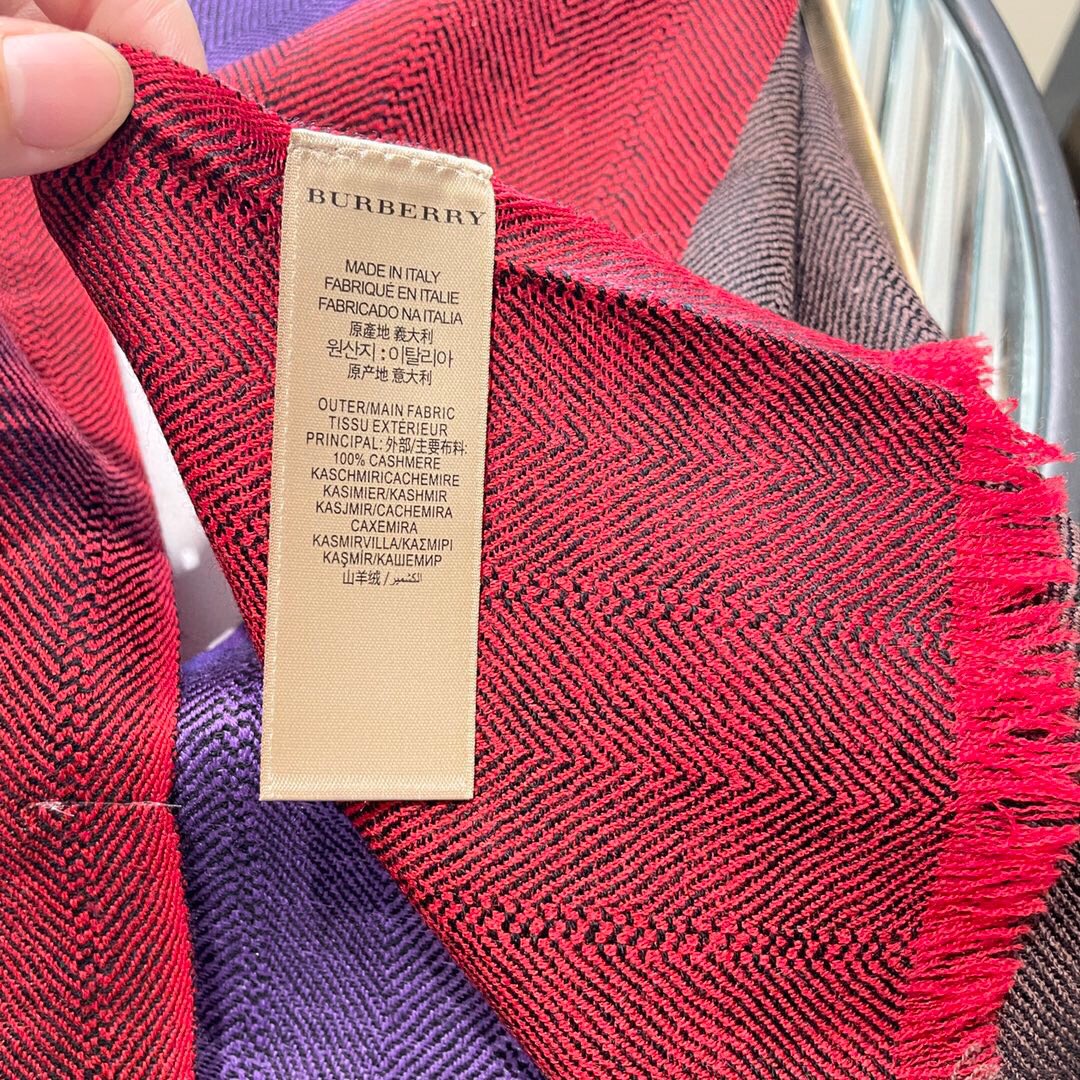 BURBERRY
MADE IN ITALY
FABRIQUÉ EN ITALIE
FABRICADO NA ITALIA
原產地 義大利
원산지 : 이탈리아
原产地 意大利
OUTER/MAIN FABRIC
TISSU EXTÉRIEUR
PRINCIPAL: 外部/主要布料:
100% CASHMERE
KASCHMIR/CACHEMIRE
KASIMIER/KASHMIR
KASJMIR/CACHEMIRA
CAXEMIRA
KASMIRVILLA/ΚΑΣΜΙΡΙ
KAŞMİR/КАШЕМИР
山羊绒 / الكشمير